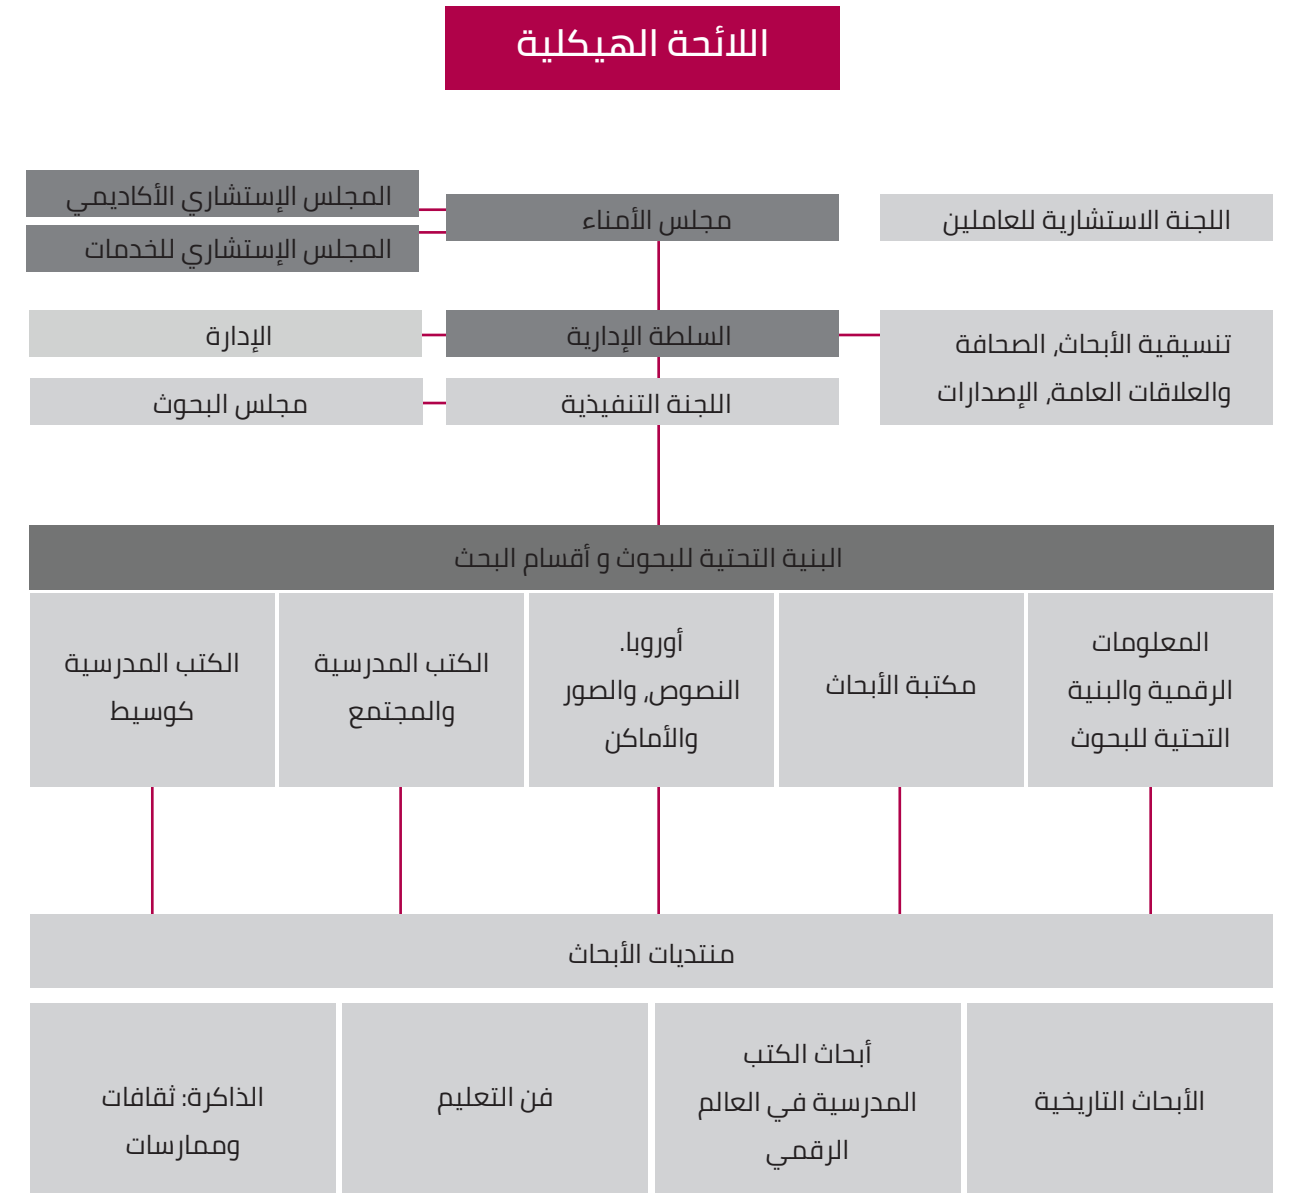 اللائحة الهيكلية
اللجنة الاستشارية للعاملين
مجلس الأمناء
المجلس الإستشاري الأكاديمي
المجلس الإستشاري للخدمات
تنسيقية الأبحاث, الصحافة
والعلاقات العامة, الإصدارات
السلطة الإدارية
الإدارة
اللجنة التنفيذية
مجلس البحوث
البنية التحتية للبحوث و أقسام البحث
المعلومات
الرقمية والبنية
التحتية للبحوث
مكتبة الأبحاث
أوروبا.
النصوص, والصور
والأماكن
الكتب المدرسية
والمجتمع
الكتب المدرسية
كوسيط
منتديات الأبحاث
الأبحاث التاريخية
أبحاث الكتب
المدرسية في العالم
الرقمي
فن التعليم
الذاكرة: ثقافات
وممارسات